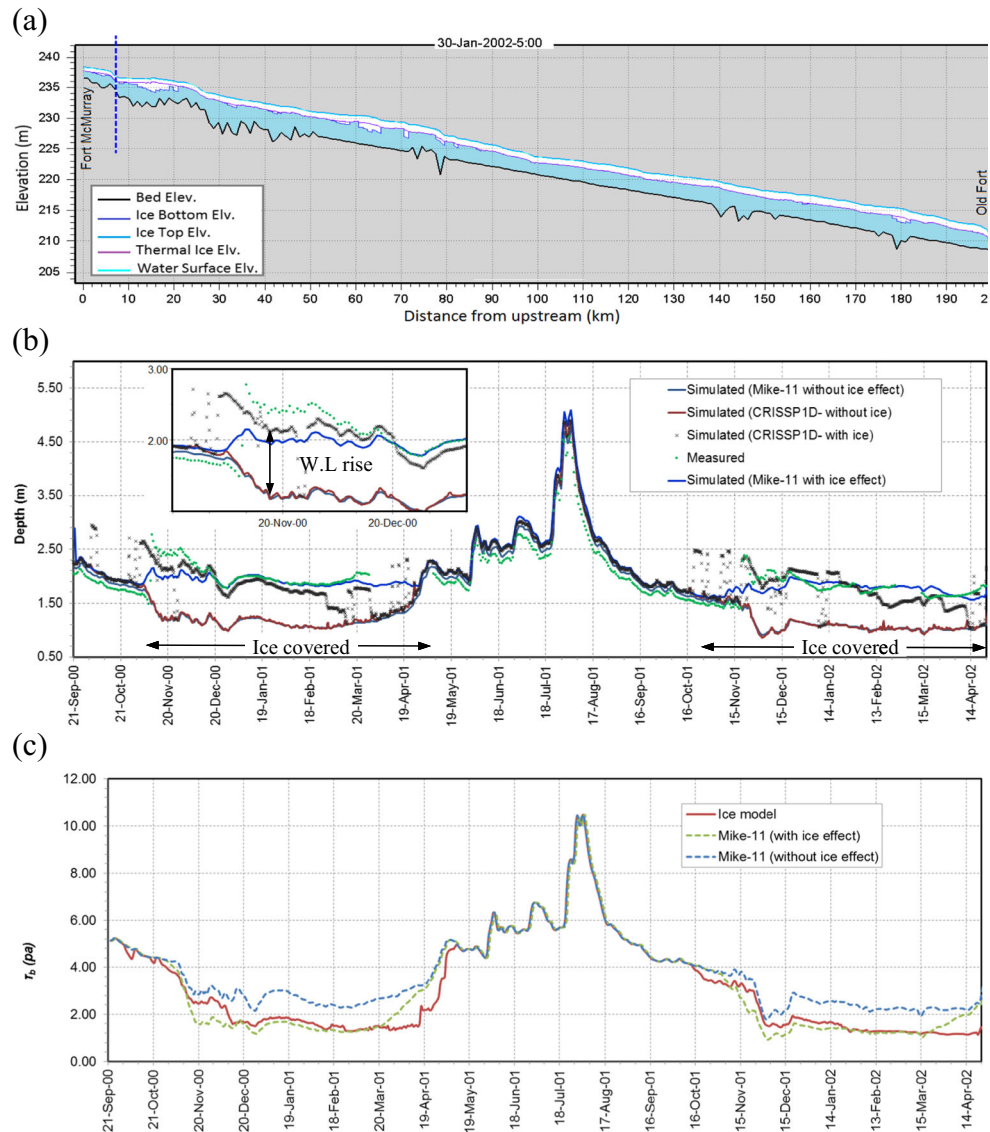 (a)
30-Jan-2002-5:00
Elevation (m)
240
235
230
225
220
215
210
205
Fort McMurray
Old Fort
Bed Elev.
Ice Bottom Elv.
Ice Top Elv.
Thermal Ice Elv.
Water Surface Elv.
0 10 20 30 40 50 60 70 80 90 100 110 120 130 140 150 160 170 180 190 20
Distance from upstream (km)
(b)
Depth (m)
5.50
4.50
3.50
2.50
1.50
0.50
3.00
2.00
W.L rise
20-Nov-00 20-Dec-00
Simulated (Mike-11 without ice effect)
Simulated (CRISSP1D- without ice)
Simulated (CRISSP1D- with ice)
Measured
Simulated (Mike-11 with ice effect)
Ice covered
Ice covered
21-Sep-00 21-Oct-00 20-Nov-00 20-Dec-00 19-Jan-01 18-Feb-01 20-Mar-01 19-Apr-01 19-May-01 18-Jun-01 18-Jul-01 17-Aug-01 16-Sep-01 16-Oct-01 15-Nov-01 15-Dec-01 14-Jan-02 13-Feb-02 15-Mar-02 14-Apr-02
(c)
τb (pa)
12.00
10.00
8.00
6.00
4.00
2.00
0.00
Ice model
Mike-11 (with ice effect)
Mike-11 (without ice effect)
21-Sep-00 21-Oct-00 20-Nov-00 20-Dec-00 19-Jan-01 18-Feb-01 20-Mar-01 19-Apr-01 19-May-01 18-Jun-01 18-Jul-01 17-Aug-01 16-Sep-01 16-Oct-01 15-Nov-01 15-Dec-01 14-Jan-02 13-Feb-02 15-Mar-02 14-Apr-02